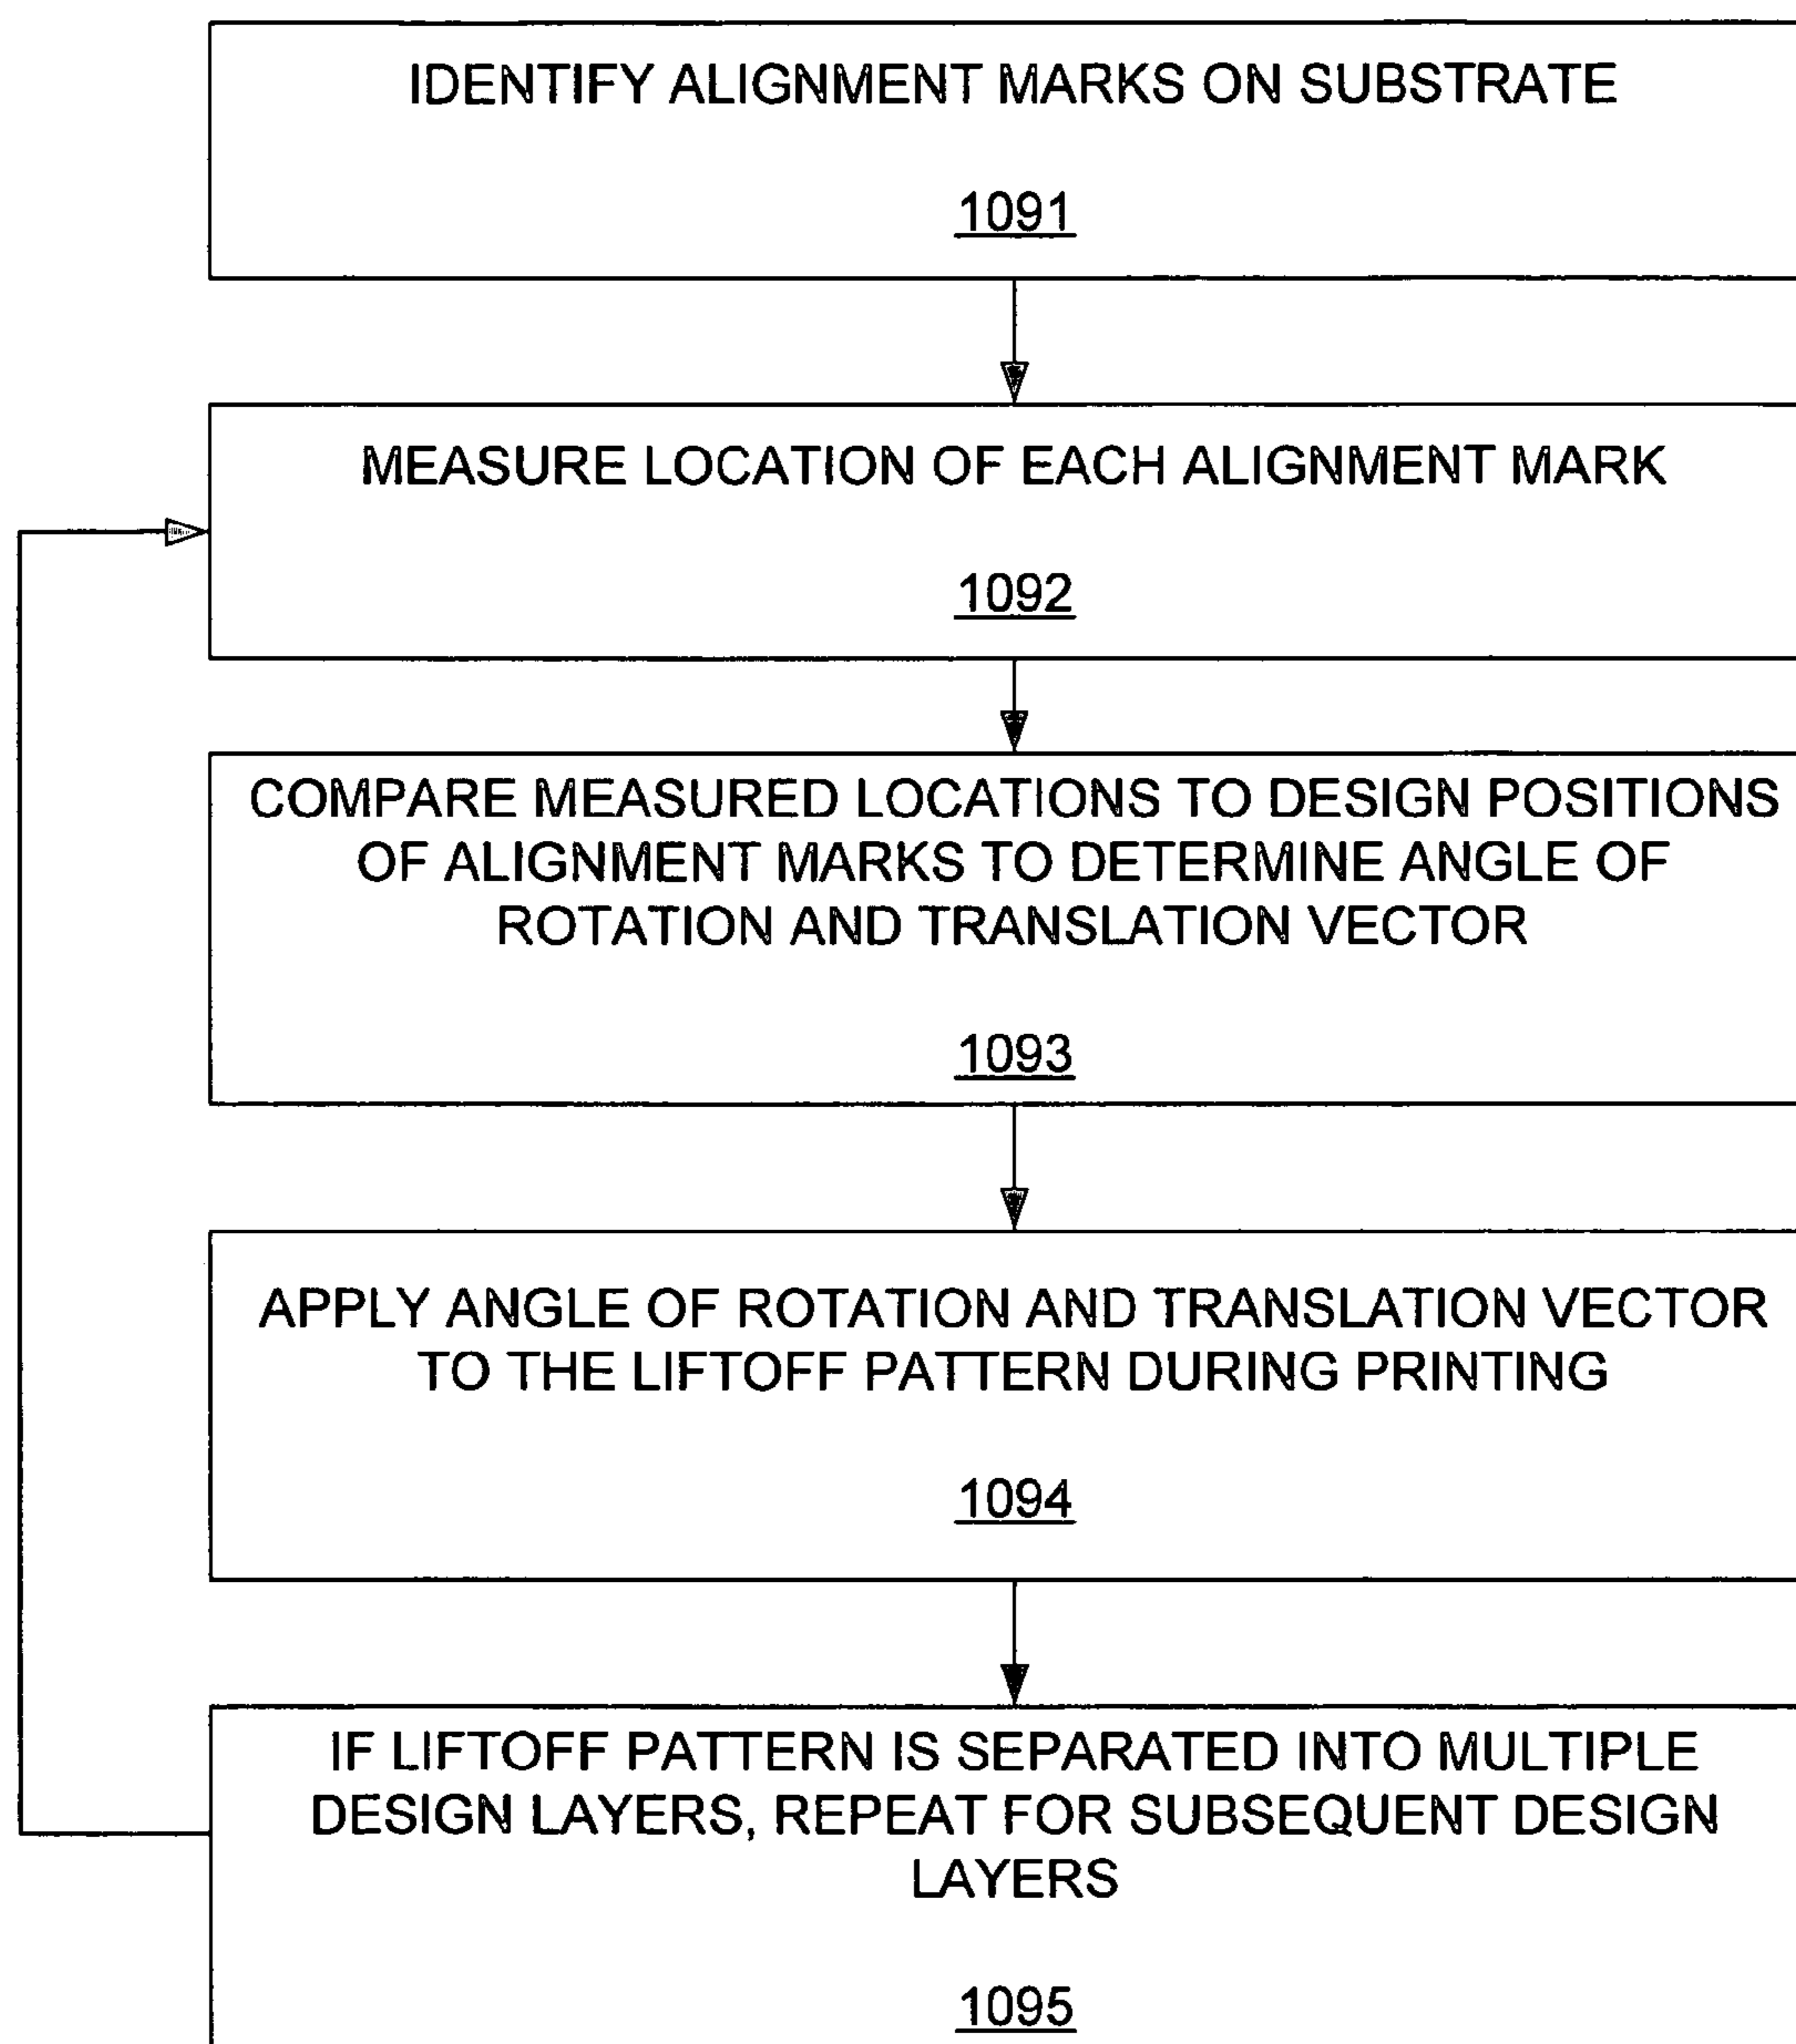 IDENTIFY ALIGNMENT MARKS ON SUBSTRATE
1091
MEASURE LOCATION OF EACH ALIGNMENT MARK
1092
COMPARE MEASURED LOCATIONS TO DESIGN POSITIONS
OF ALIGNMENT MARKS TO DETERMINE ANGLE OF
ROTATION AND TRANSLATION VECTOR
1093
APPLY ANGLE OF ROTATION AND TRANSLATION VECTOR
TO THE LIFTOFF PATTERN DURING PRINTING
1094
IF LIFTOFF PATTERN IS SEPARATED INTO MULTIPLE
DESIGN LAYERS, REPEAT FOR SUBSEQUENT DESIGN
LAYERS
1095